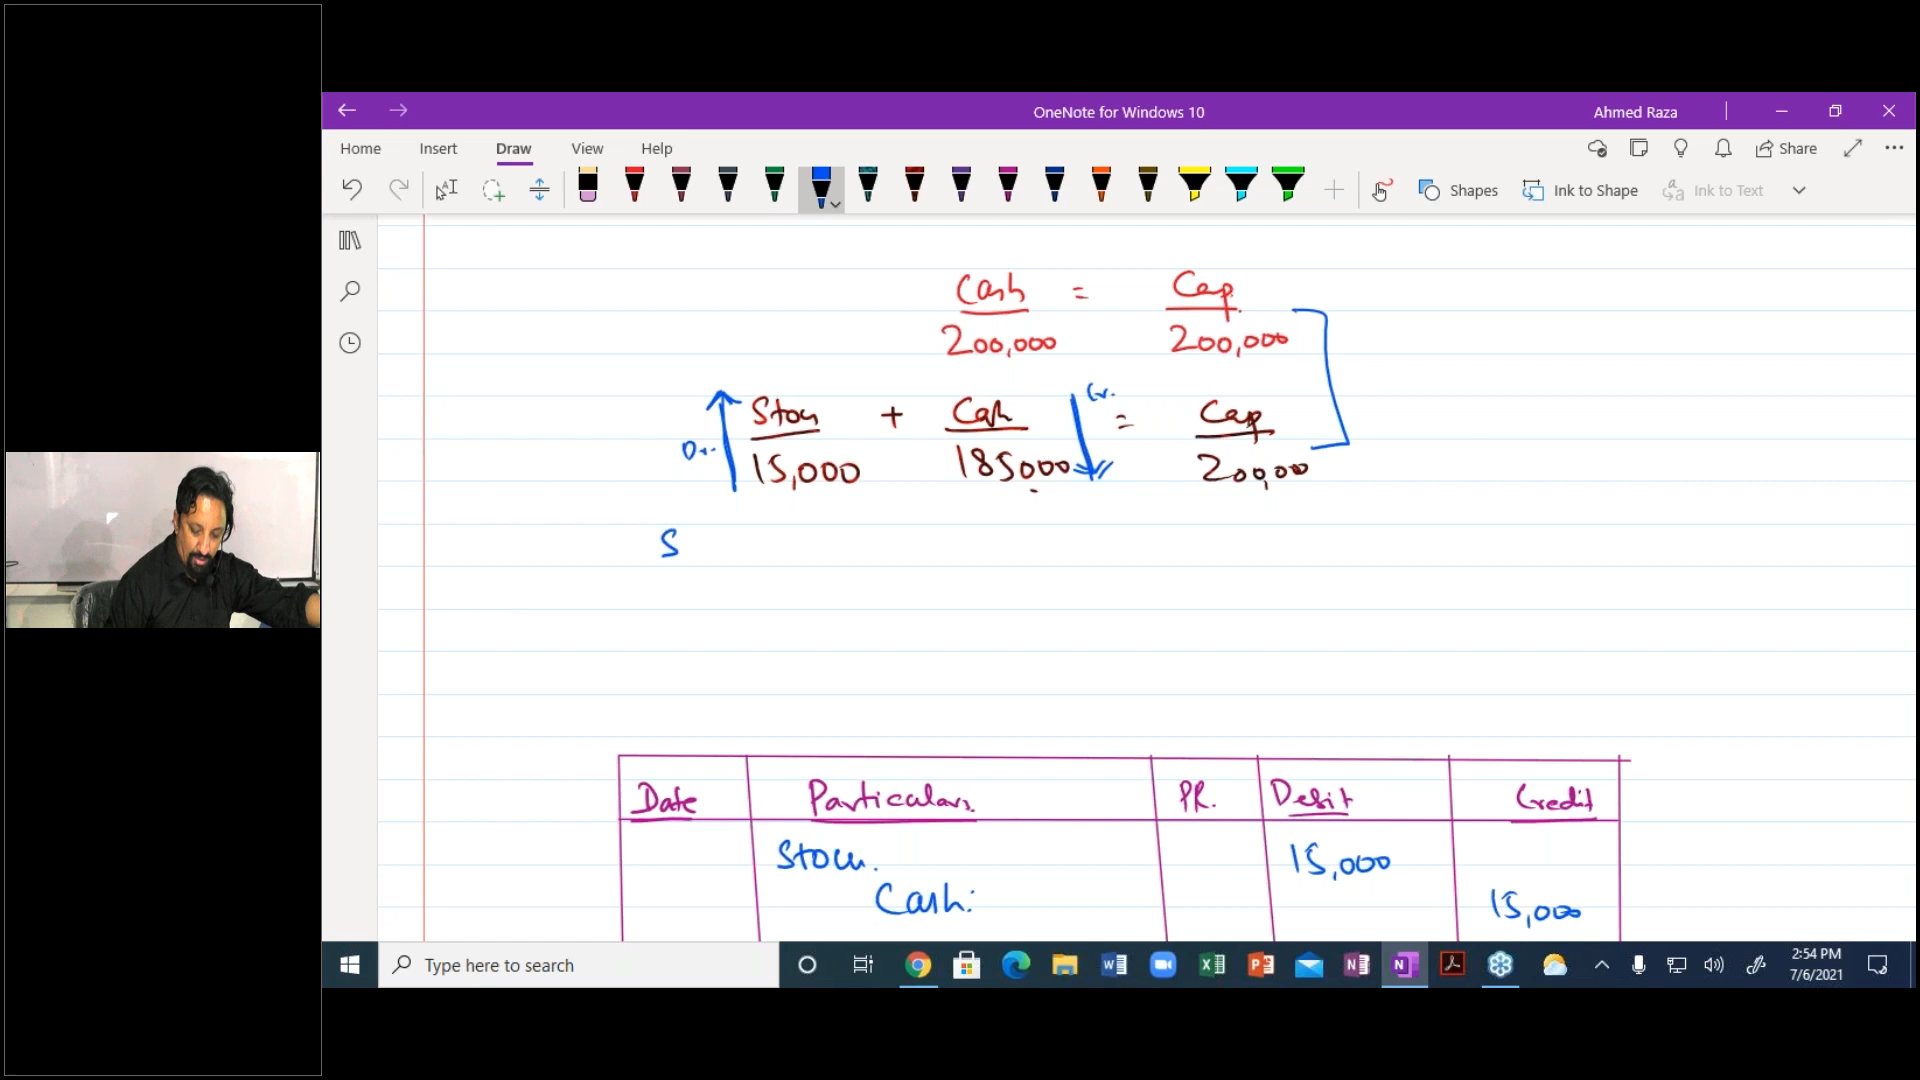 OneNote for Windows 10
Ahmed Raza
Home Insert Draw View Help Share
Shapes Ink to Shape Ink to Text
Cash = Cap.
200,000 200,000
Cr.
Stock + Cash = Cap
Dr.
15,000 185000 200,000
S
Date Particulars. PR. Debit Credit
Stock. 15,000
Cash: 15,000
Type here to search
2:54 PM
7/6/2021